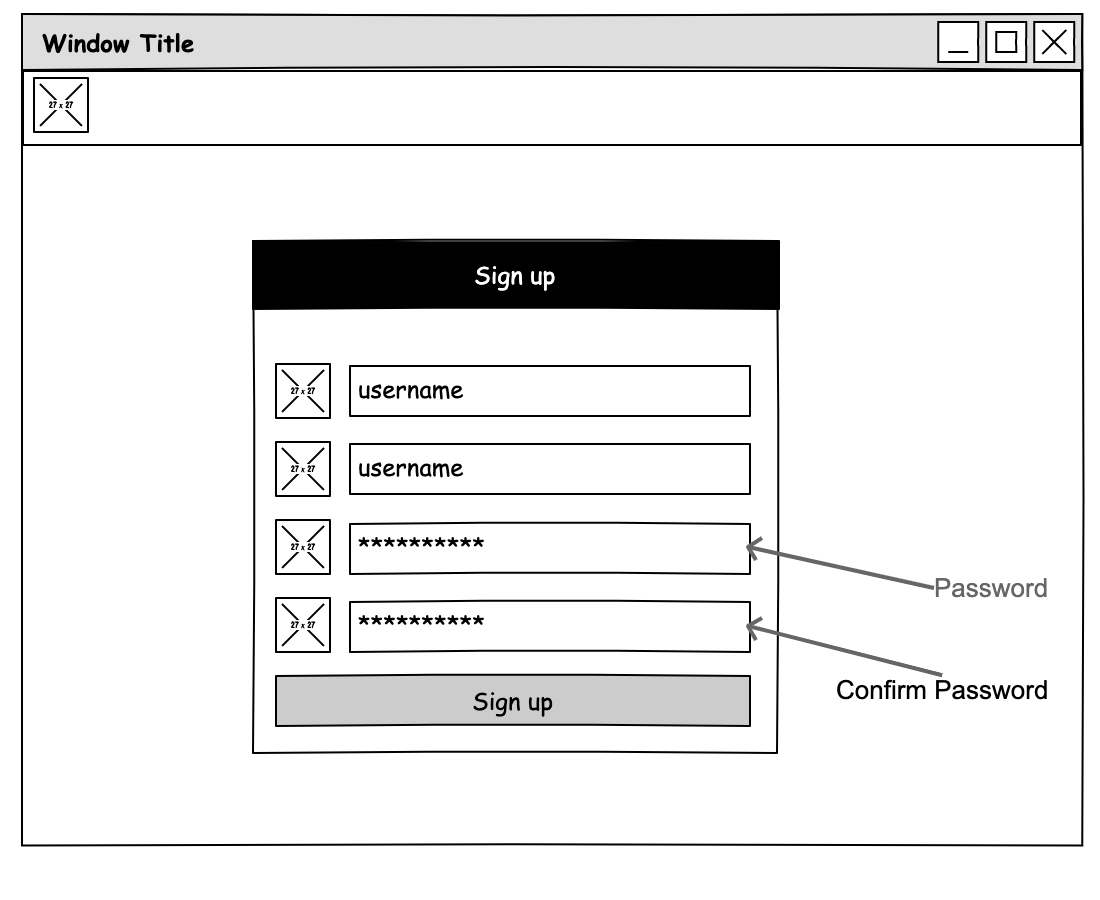 Window Title
27 x 27
Sign up
27 x 27
username
27 x 27
username
27 x 27
**********
Password
27 x 27
**********
Confirm Password
Sign up